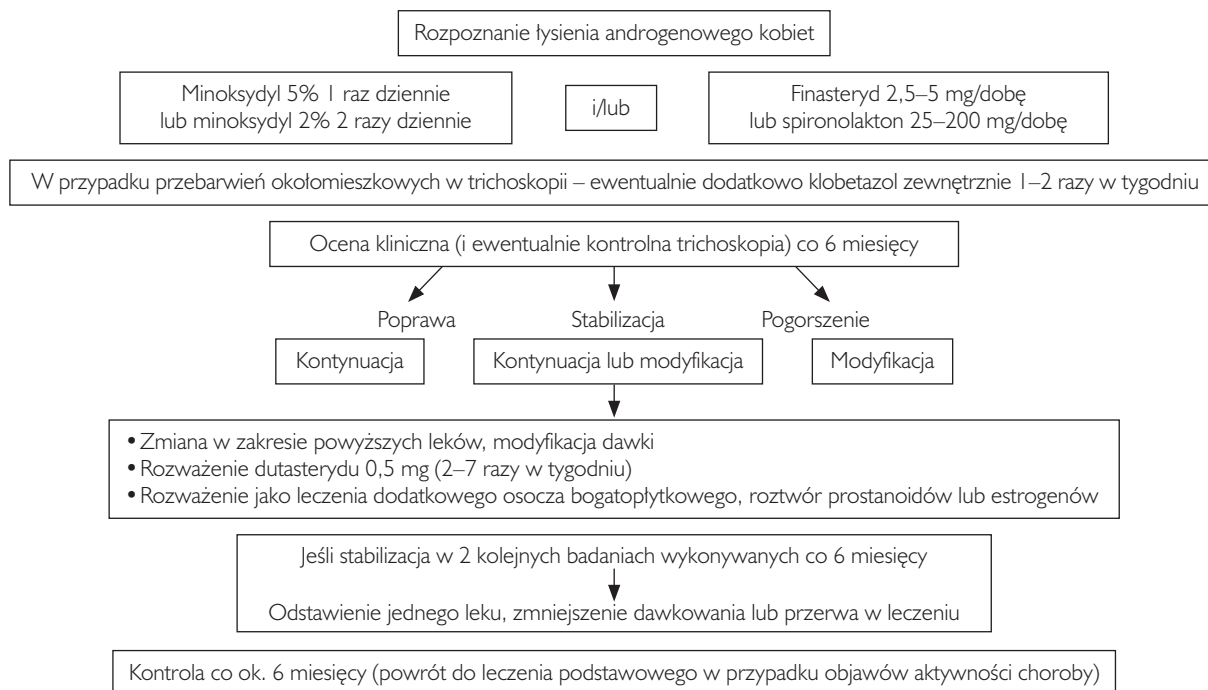 Rozpoznanie łysienia androgenowego kobiet
Minoksydyl 5% 1 raz dziennie
lub minoksydyl 2% 2 razy dziennie
i/lub
Finasteryd 2,5–5 mg/dobę
lub spironolakton 25–200 mg/dobę
W przypadku przebarwień okołomieszkowych w trichoskopii – ewentualnie dodatkowo klobetazol zewnętrznie 1–2 razy w tygodniu
Ocena kliniczna (i ewentualnie kontrolna trichoskopia) co 6 miesięcy
Poprawa
Stabilizacja
Pogorszenie
Kontynuacja
Kontynuacja lub modyfikacja
Modyfikacja
• Zmiana w zakresie powyższych leków, modyfikacja dawki
• Rozważenie dutasterydu 0,5 mg (2–7 razy w tygodniu)
• Rozważenie jako leczenia dodatkowego osocza bogatopłytkowego, roztwór prostanoidów lub estrogenów
Jeśli stabilizacja w 2 kolejnych badaniach wykonywanych co 6 miesięcy
Odstawienie jednego leku, zmniejszenie dawkowania lub przerwa w leczeniu
Kontrola co ok. 6 miesięcy (powrót do leczenia podstawowego w przypadku objawów aktywności choroby)